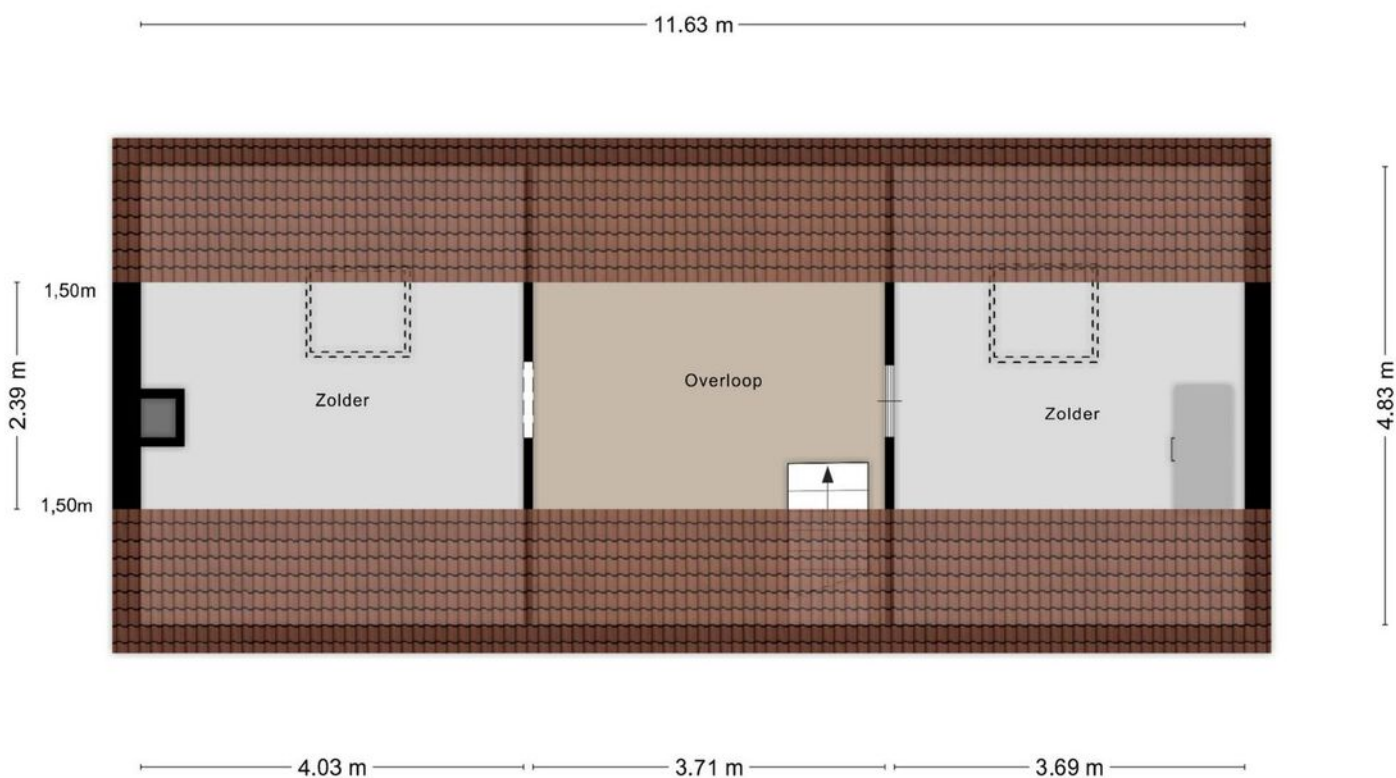 11.63 m
1,50m
2.39 m
4.83 m
Overloop
Zolder
Zolder
1,50m
4.03 m
3.71 m
3.69 m